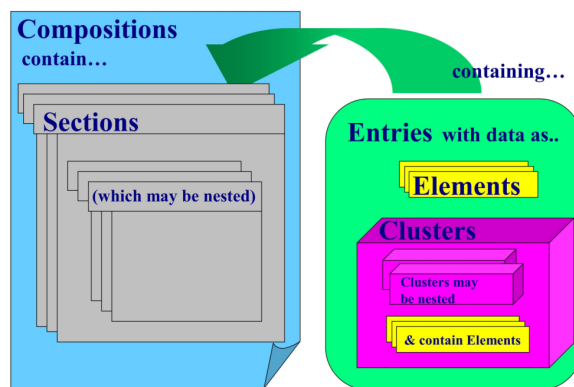 Compositions
contain…
Sections
(which may be nested)
containing…
Entries with data as..
Elements
Clusters
Clusters may
be nested
& contain Elements